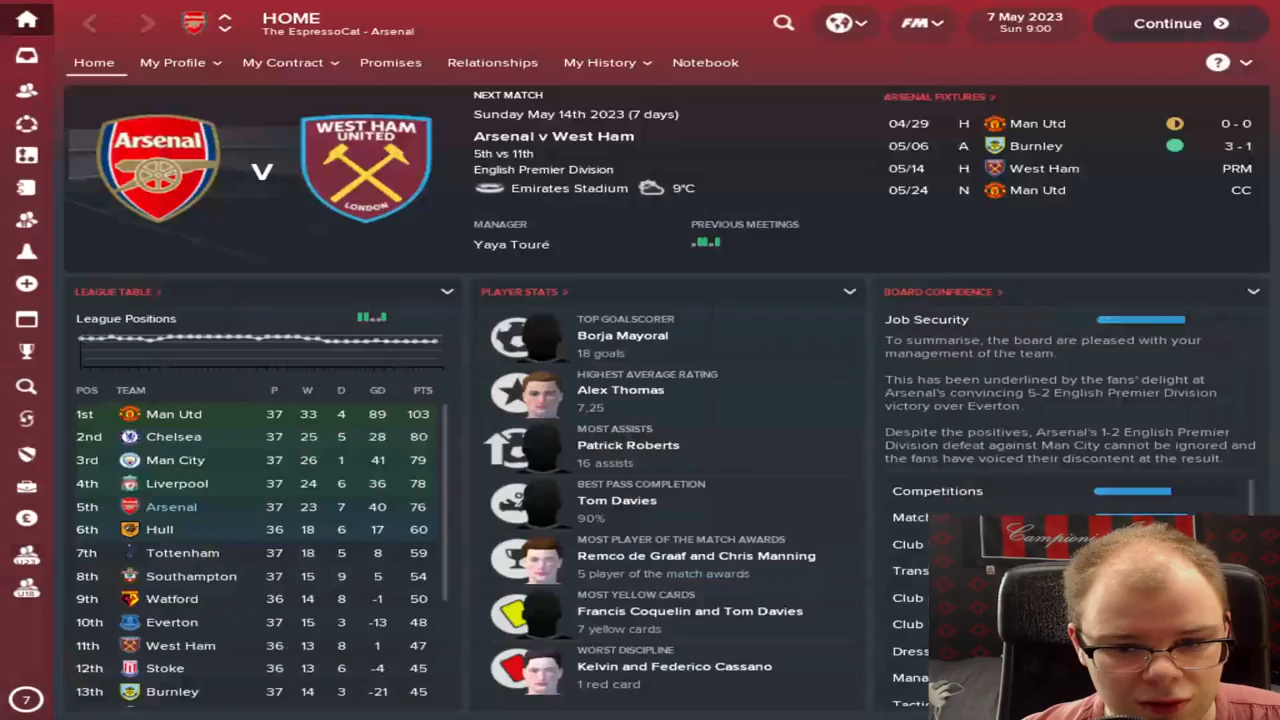 HOME
The EspressoCat - Arsenal
FM
7 May 2023
Sun 9:00
Continue
Home
My Profile
My Contract
Promises
Relationships
My History
Notebook
?
Arsenal
V
WEST HAM
UNITED
LONDON
NEXT MATCH
Sunday May 14th 2023 (7 days)
Arsenal v West Ham
5th vs 11th
English Premier Division
Emirates Stadium 9°C
MANAGER
Yaya Touré
PREVIOUS MEETINGS
ARSENAL FIXTURES >
04/29 H Man Utd 0 - 0
05/06 A Burnley 3 - 1
05/14 H West Ham PRM
05/24 N Man Utd CC
LEAGUE TABLE >
League Positions
POS TEAM P W D GD PTS
1st Man Utd 37 33 4 89 103
2nd Chelsea 37 25 5 28 80
3rd Man City 37 26 1 41 79
4th Liverpool 37 24 6 36 78
5th Arsenal 37 23 7 40 76
6th Hull 36 18 6 17 60
7th Tottenham 37 18 5 8 59
8th Southampton 37 15 9 5 54
9th Watford 36 14 8 -1 50
10th Everton 37 15 3 -13 48
11th West Ham 36 13 8 1 47
12th Stoke 36 13 6 -4 45
13th Burnley 37 14 3 -21 45
PLAYER STATS >
TOP GOALSCORER
Borja Mayoral
18 goals
HIGHEST AVERAGE RATING
Alex Thomas
7,25
MOST ASSISTS
Patrick Roberts
16 assists
BEST PASS COMPLETION
Tom Davies
90%
MOST PLAYER OF THE MATCH AWARDS
Remco de Graaf and Chris Manning
5 player of the match awards
MOST YELLOW CARDS
Francis Coquelin and Tom Davies
7 yellow cards
WORST DISCIPLINE
Kelvin and Federico Cassano
1 red card
BOARD CONFIDENCE >
Job Security
To summarise, the board are pleased with your
management of the team.
This has been underlined by the fans' delight at
Arsenal's convincing 5-2 English Premier Division
victory over Everton.
Despite the positives, Arsenal's 1-2 English Premier
Division defeat against Man City cannot be ignored and
the fans have voiced their discontent at the result.
Competitions
Match
Club
Trans
Club
Club
Dress
Mana
Tactic
U23
U18
7